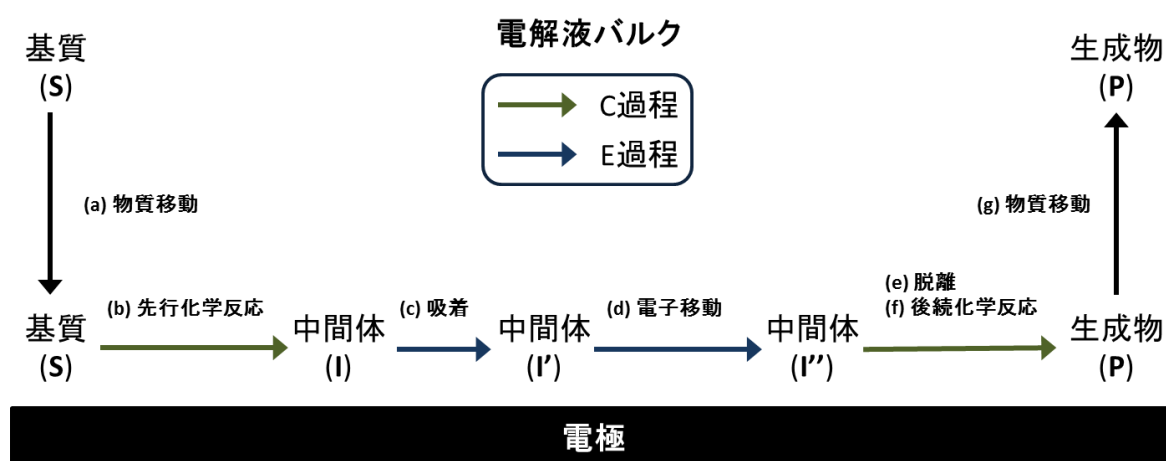 電解液バルク
基質
(S)
生成物
(P)
C過程
E過程
(a) 物質移動
(g) 物質移動
基質
(S)
(b) 先行化学反応
中間体
(I)
(c) 吸着
中間体
(I')
(d) 電子移動
中間体
(I'')
(e) 脱離
(f) 後続化学反応
生成物
(P)
電極